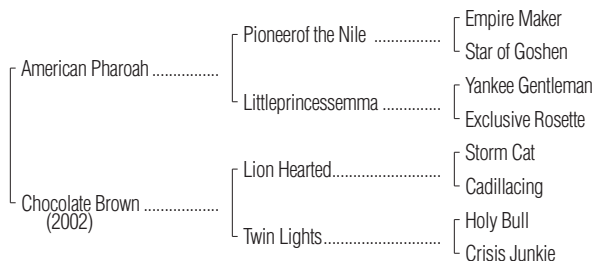 Empire Maker
Pioneerof the Nile ................
Star of Goshen
American Pharoah ................
Yankee Gentleman
Littleprincessemma ..............
Exclusive Rosette
Storm Cat
Lion Hearted..........................
Cadillacing
Chocolate Brown ..................
(2002)
Holy Bull
Twin Lights............................
Crisis Junkie